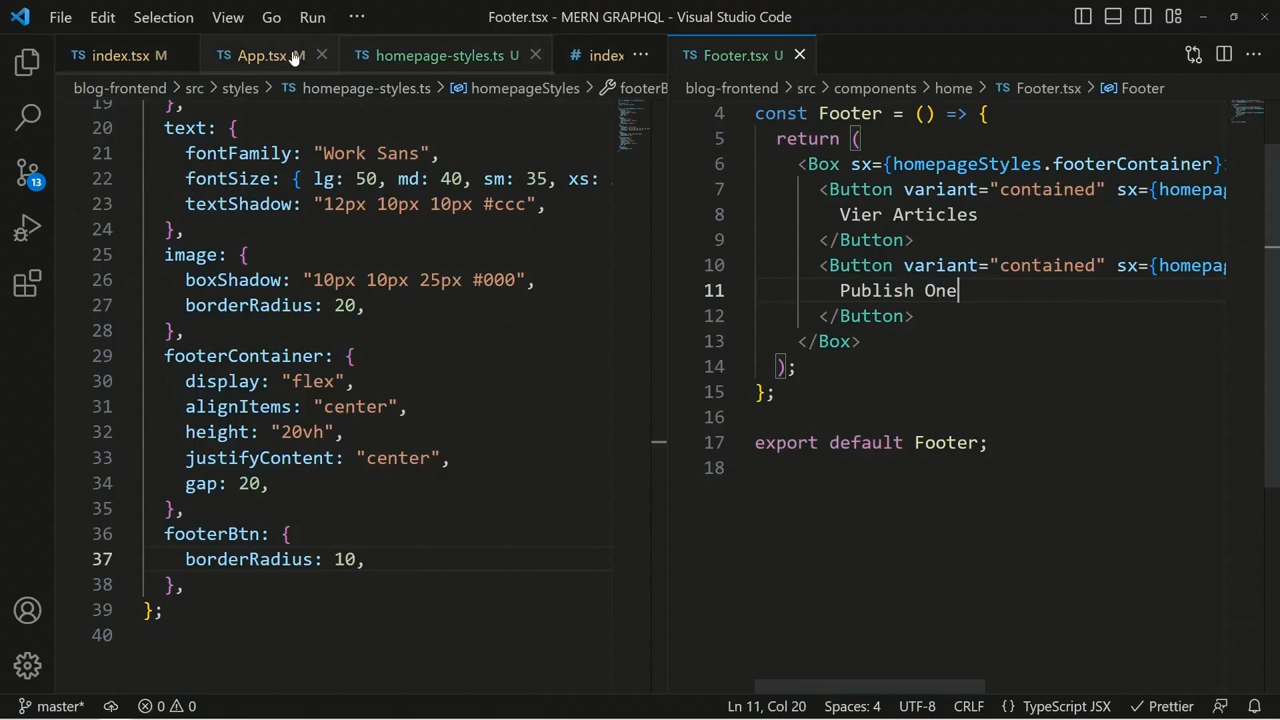 File Edit Selection View Go Run ··· Footer.tsx - MERN GRAPHQL - Visual Studio Code
TS index.tsx M TS App.tsx M TS homepage-styles.ts U # index ···
blog-frontend > src > styles > TS homepage-styles.ts > homepageStyles > footerB
19 },
20 text: {
21 fontFamily: "Work Sans",
22 fontSize: { lg: 50, md: 40, sm: 35, xs:
23 textShadow: "12px 10px 10px #ccc",
24 },
25 image: {
26 boxShadow: "10px 10px 25px #000",
27 borderRadius: 20,
28 },
29 footerContainer: {
30 display: "flex",
31 alignItems: "center",
32 height: "20vh",
33 justifyContent: "center",
34 gap: 20,
35 },
36 footerBtn: {
37 borderRadius: 10,
38 },
39 };
40
TS Footer.tsx U
blog-frontend > src > components > home > TS Footer.tsx > Footer
4 const Footer = () => {
5 return (
6 <Box sx={homepageStyles.footerContainer}
7 <Button variant="contained" sx={homepag
8 Vier Articles
9 </Button>
10 <Button variant="contained" sx={homepag
11 Publish One
12 </Button>
13 </Box>
14 );
15 };
16
17 export default Footer;
18
13
master* 0 0 Ln 11, Col 20 Spaces: 4 UTF-8 CRLF {} TypeScript JSX Prettier